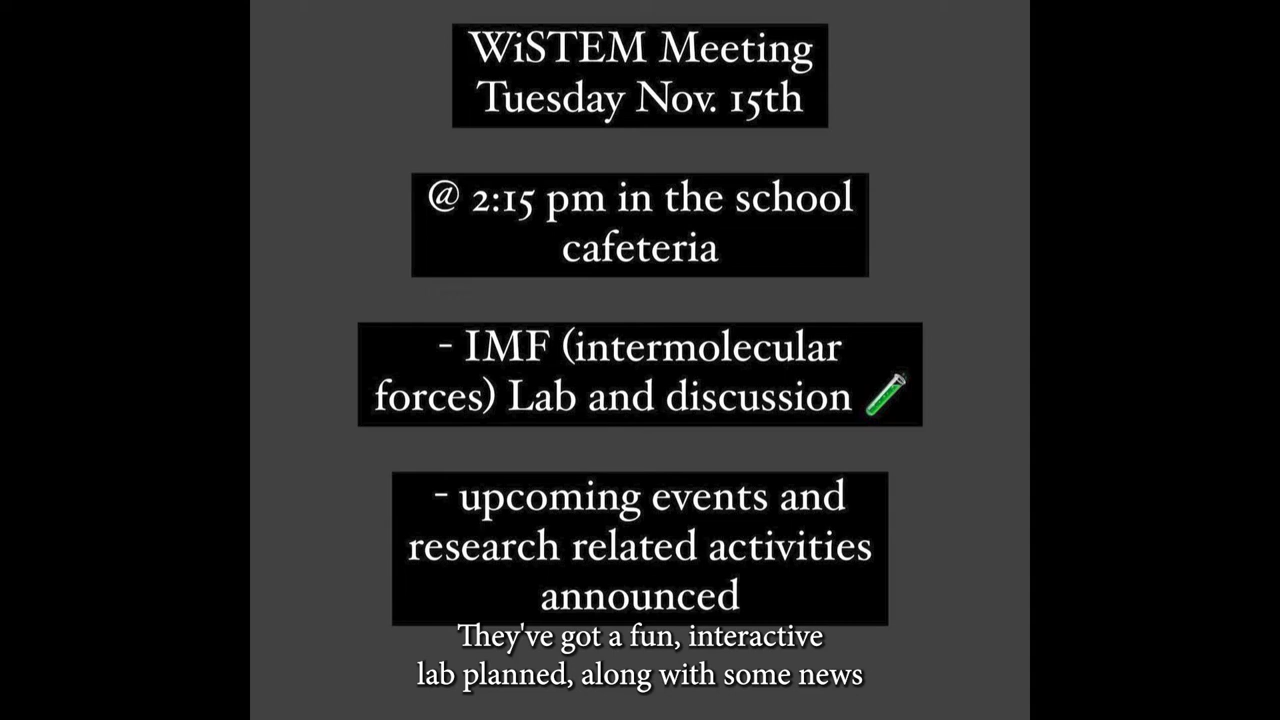 WiSTEM Meeting
Tuesday Nov. 15th
@ 2:15 pm in the school
cafeteria
- IMF (intermolecular
forces) Lab and discussion 🧪
- upcoming events and
research related activities
announced
They've got a fun, interactive
lab planned, along with some news